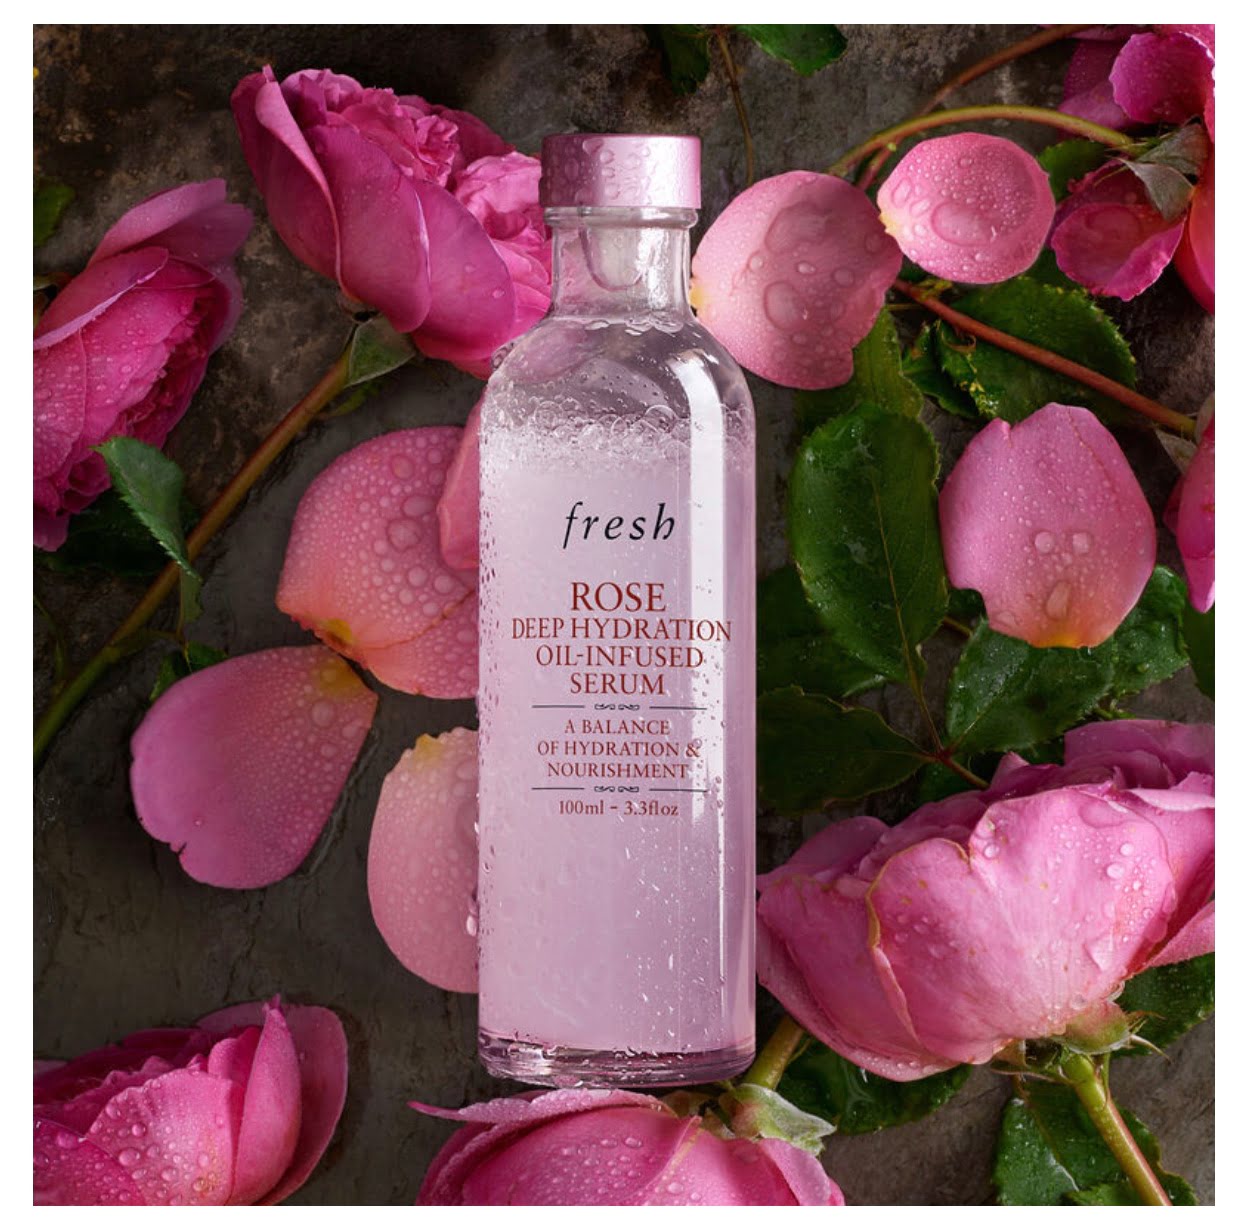 fresh
ROSE
DEEP HYDRATION
OIL-INFUSED
SERUM
A BALANCE
OF HYDRATION &
NOURISHMENT
100ml - 3.3fl oz